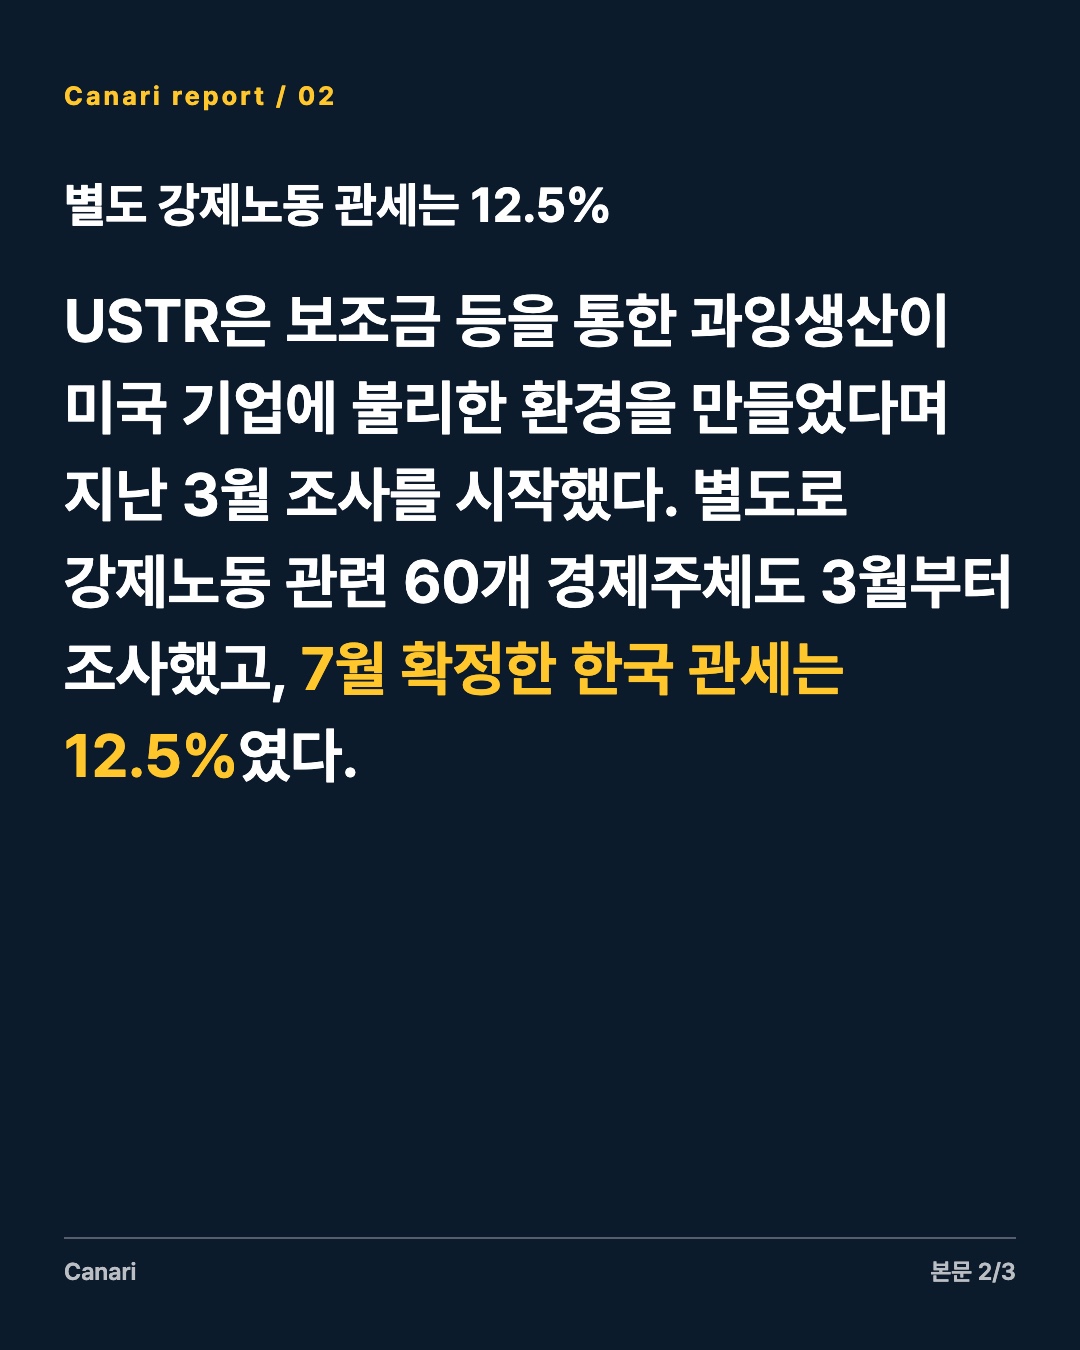 Canari report / 02
별도 강제노동 관세는 12.5%
USTR은 보조금 등을 통한 과잉생산이
미국 기업에 불리한 환경을 만들었다며
지난 3월 조사를 시작했다. 별도로
강제노동 관련 60개 경제주체도 3월부터
조사했고, 7월 확정한 한국 관세는
12.5%였다.
Canari
본문 2/3